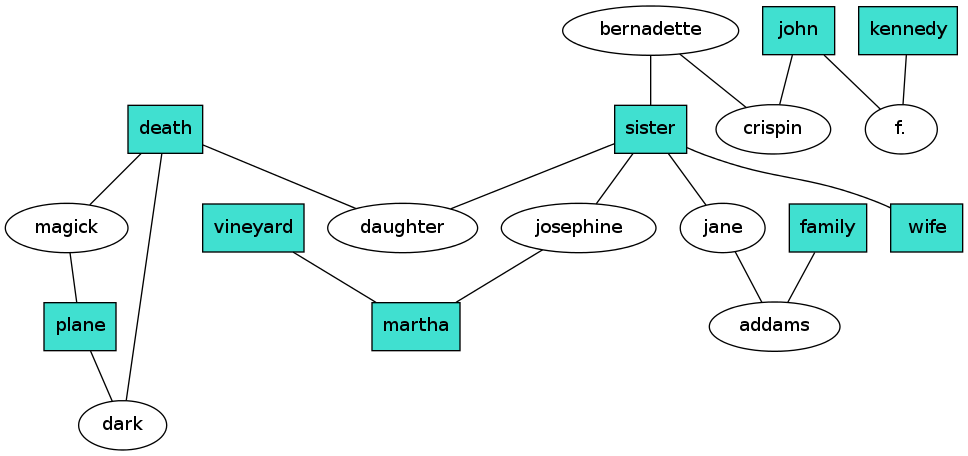 bernadette
john
kennedy
death
sister
crispin
f.
magick
vineyard
daughter
josephine
jane
family
wife
plane
martha
addams
dark